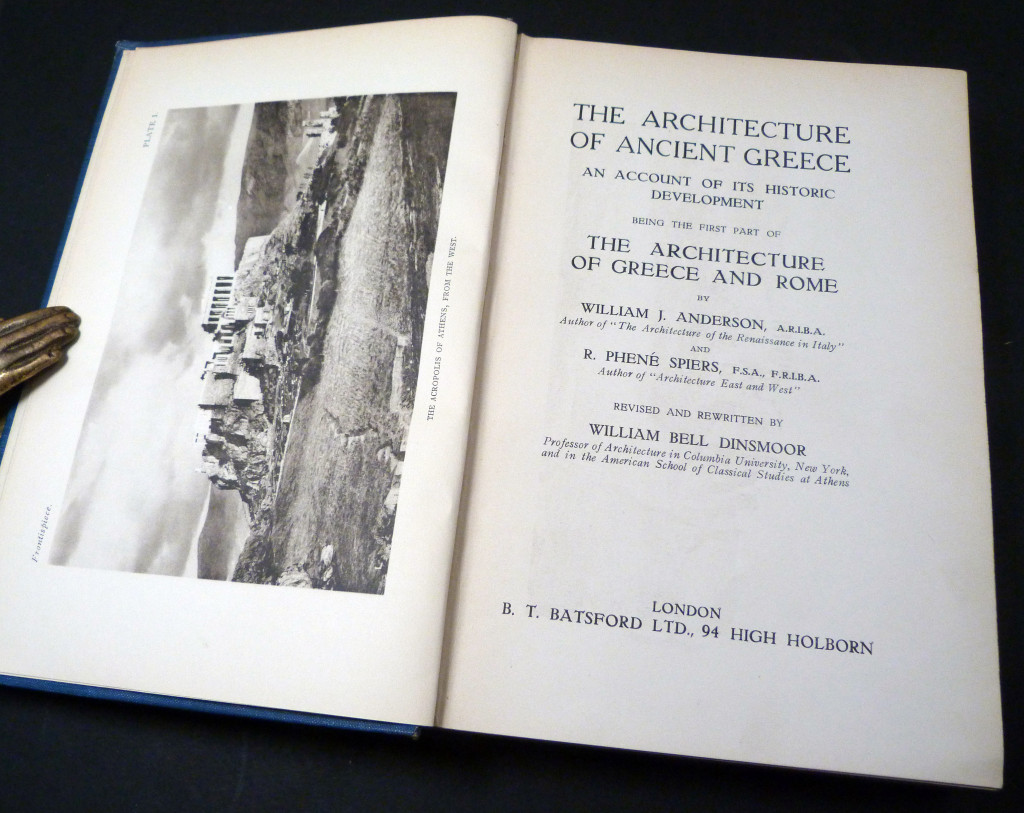 PLATE I.
Frontispiece.
THE ACROPOLIS OF ATHENS, FROM THE WEST.
THE ARCHITECTURE
OF ANCIENT GREECE
AN ACCOUNT OF ITS HISTORIC
DEVELOPMENT
BEING THE FIRST PART OF
THE ARCHITECTURE
OF GREECE AND ROME
BY
WILLIAM J. ANDERSON, A.R.I.B.A.
Author of "The Architecture of the Renaissance in Italy"
AND
R. PHENÉ SPIERS, F.S.A., F.R.I.B.A.
Author of "Architecture East and West"
REVISED AND REWRITTEN BY
WILLIAM BELL DINSMOOR
Professor of Architecture in Columbia University, New York,
and in the American School of Classical Studies at Athens
LONDON
B. T. BATSFORD LTD., 94 HIGH HOLBORN